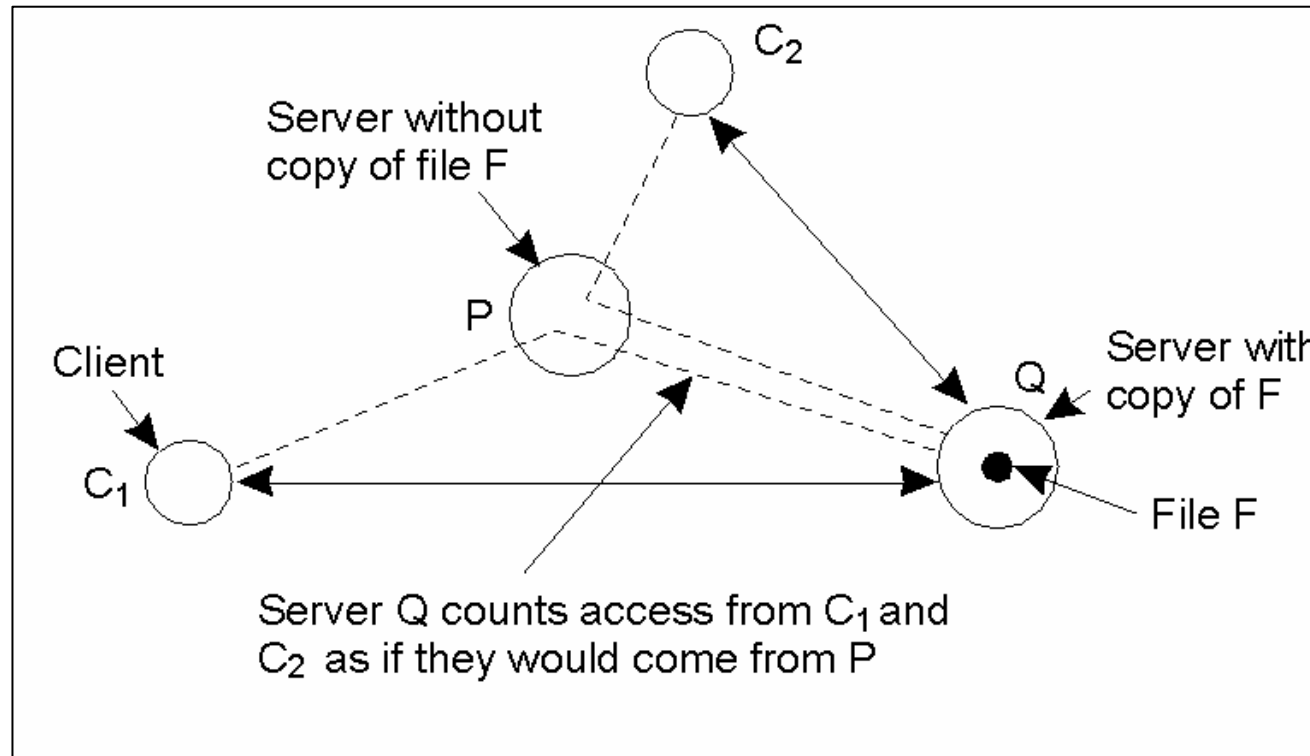 C₂
Server without
copy of file F
P
Client
Server with
Q
copy of F
C₁
File F
Server Q counts access from C₁ and
C₂ as if they would come from P